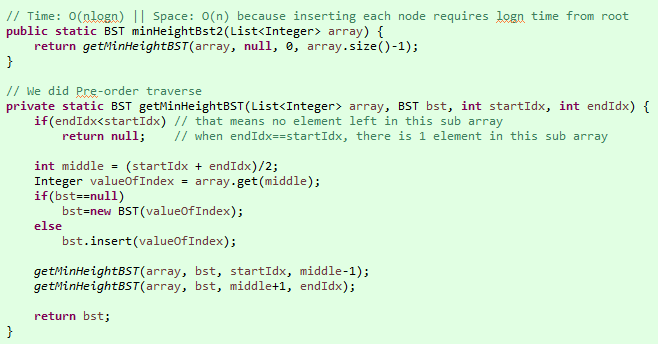 // Time: O(nlogn) || Space: O(n) because inserting each node requires logn time from root
public static BST minHeightBst2(List<Integer> array) {
    return getMinHeightBST(array, null, 0, array.size()-1);
}
// We did Pre-order traverse
private static BST getMinHeightBST(List<Integer> array, BST bst, int startIdx, int endIdx) {
    if(endIdx<startIdx) // that means no element left in this sub array
        return null;    // when endIdx==startIdx, there is 1 element in this sub array
    int middle = (startIdx + endIdx)/2;
    Integer valueOfIndex = array.get(middle);
    if(bst==null)
        bst=new BST(valueOfIndex);
    else
        bst.insert(valueOfIndex);
    getMinHeightBST(array, bst, startIdx, middle-1);
    getMinHeightBST(array, bst, middle+1, endIdx);
    return bst;
}